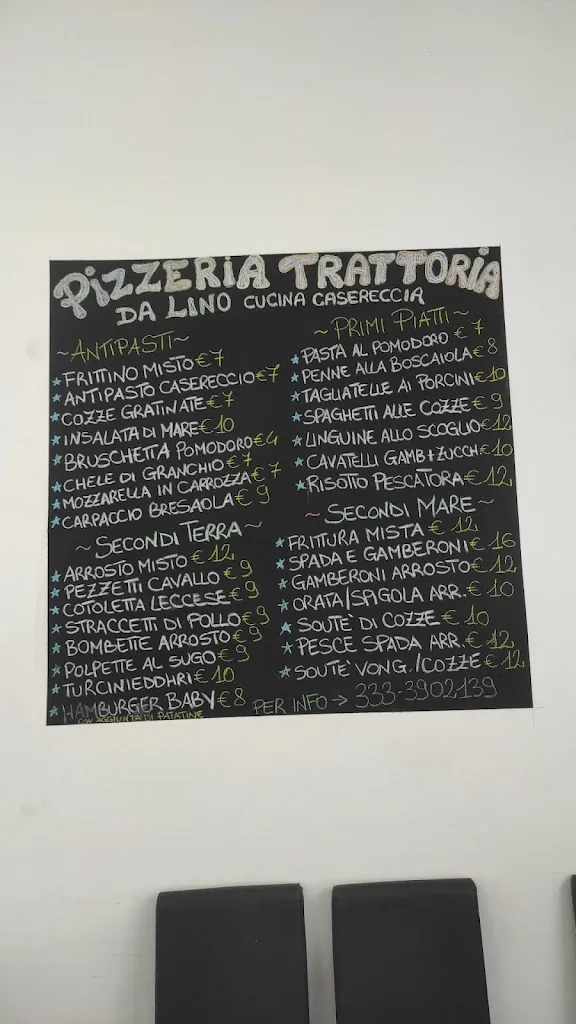 PIZZERIA TRATTORIA
DA LINO CUCINA CASERECCIA
~ANTIPASTI~
★FRITTINO MISTO €7
★ANTIPASTO CASERECCIO €7
★COZZE GRATINATE €7
★INSALATA DI MARE €10
★BRUSCHETTA POMODORO €4
★CHELE DI GRANCHIO €7
★MOZZARELLA IN CARROZZA €7
★CARPACCIO BRESAOLA €9
~SECONDI TERRA~
★ARROSTO MISTO €12
★PEZZETTI CAVALLO €9
★COTOLETTA LECCESE €9
★STRACCETTI DI POLLO €9
★BOMBETTE ARROSTO €9
★POLPETTE AL SUGO €9
★TURCINIEDDHRI €10
★HAMBURGER BABY €8
CON AGGIUNTA DI PATATINE
~PRIMI PIATTI~
★PASTA AL POMODORO €7
★PENNE ALLA BOSCAIOLA €8
★TAGLIATELLE AI PORCINI €10
★SPAGHETTI ALLE COZZE €9
★LINGUINE ALLO SCOGLIO €12
★CAVATELLI GAMB+ZUCCH €10
★RISOTTO PESCATORA €12
~SECONDI MARE~
★FRITTURA MISTA €12
★SPADA E GAMBERONI €16
★GAMBERONI ARROSTO €12
★ORATA/SPIGOLA ARR. €10
★SOUTÈ DI COZZE €10
★PESCE SPADA ARR. €12
★SOUTÈ VONG./COZZE €12
PER INFO → 333-3902139